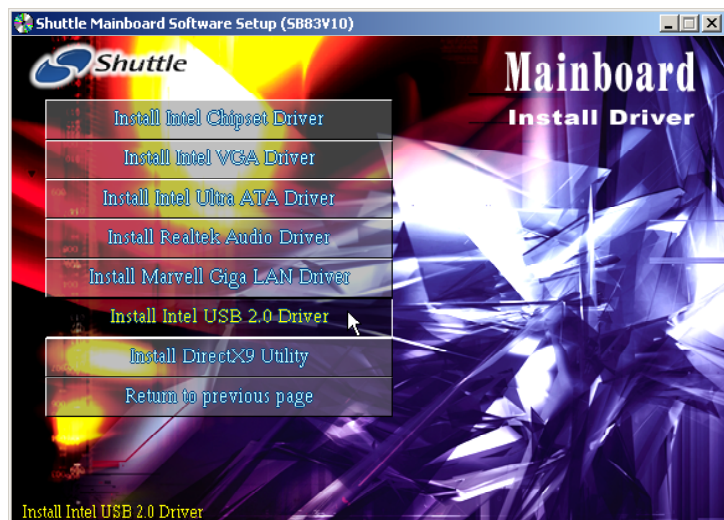 Shuttle Mainboard Software Setup (SB83V10)
Shuttle
Mainboard
Install Driver
Install Intel Chipset Driver
Install Intel VGA Driver
Install Intel Ultra ATA Driver
Install Realtek Audio Driver
Install Marvell Giga LAN Driver
Install Intel USB 2.0 Driver
Install DirectX9 Utility
Return to previous page
Install Intel USB 2.0 Driver